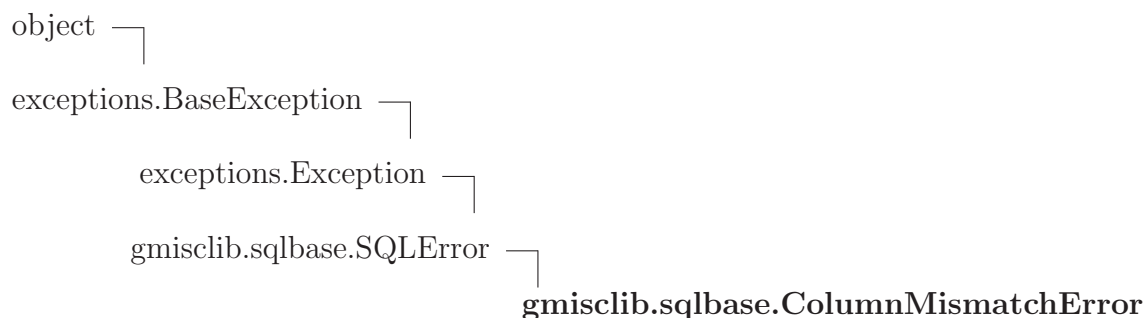 object
exceptions.BaseException
exceptions.Exception
gmisclib.sqlbase.SQLError
gmisclib.sqlbase.ColumnMismatchError